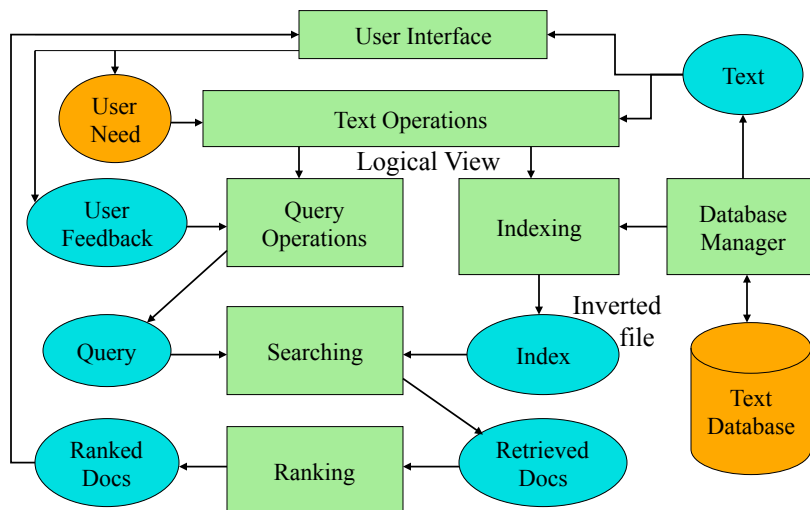 User Interface
Text
User
Need
Text Operations
Logical View
User
Feedback
Query
Operations
Indexing
Database
Manager
Inverted
file
Query
Searching
Index
Text
Database
Ranked
Docs
Ranking
Retrieved
Docs